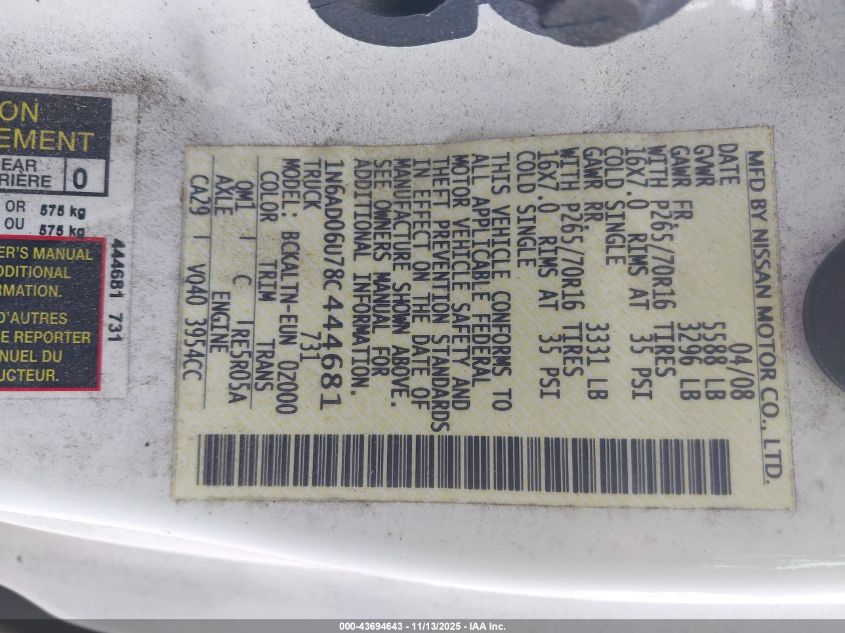 MFD BY NISSAN MOTOR CO., LTD.
DATE 04/08
GVWR 5588 LB
GAWR FR. 3296 LB
WITH P265/70R16 TIRES
16X7.0 RIMS AT 35 PSI
COLD SINGLE
GAWR RR 3331 LB
WITH P265/70R16 TIRES
16X7.0 RIMS AT 35 PSI
COLD SINGLE
THIS VEHICLE CONFORMS TO
ALL APPLICABLE FEDERAL
MOTOR VEHICLE SAFETY AND
THEFT PREVENTION STANDARDS
IN EFFECT ON THE DATE OF
MANUFACTURE SHOWN ABOVE.
SEE OWNERS MANUAL FOR
ADDITIONAL INFORMATION.
1N6AD06U78C444681
TRUCK 731
MODEL: BCKALTN-EUN 02000
COLOR TRIM TRANS
QM1 C RE5R05A
AXLE ENGINE
CA29 VQ40 3954CC
ON
EMENT
EAR
RIÈRE 0
OR 575 kg
OU 575 kg
ER'S MANUAL
ADDITIONAL
RMATION.
D'AUTRES
E REPORTER
NUEL DU
UCTEUR.
444681 731
000-43694643 - 11/13/2025 - IAA Inc.